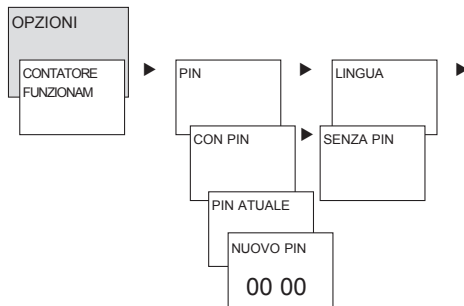 OPZIONI
CONTATORE
FUNZIONAM
PIN
LINGUA
CON PIN
SENZA PIN
PIN ATUALE
NUOVO PIN
00 00